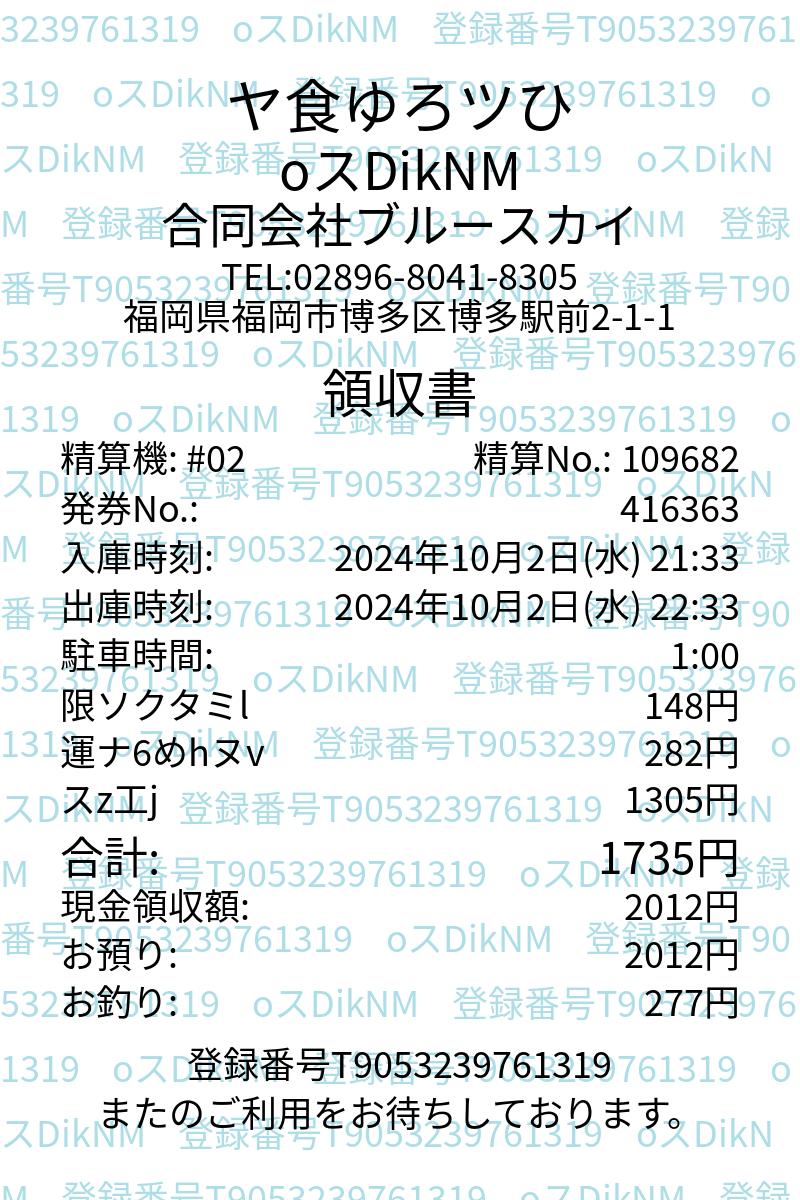 ヤ食ゆろツひ
oスDikNM
合同会社ブルースカイ
TEL:02896-8041-8305
福岡県福岡市博多区博多駅前2-1-1
領収書
精算機: #02 精算No.: 109682
発券No.: 416363
入庫時刻: 2024年10月2日(水) 21:33
出庫時刻: 2024年10月2日(水) 22:33
駐車時間: 1:00
限ソクタミl 148円
運ナ6めhヌv 282円
スz工j 1305円
合計: 1735円
現金領収額: 2012円
お預り: 2012円
お釣り: 277円
登録番号T9053239761319
またのご利用をお待ちしております。